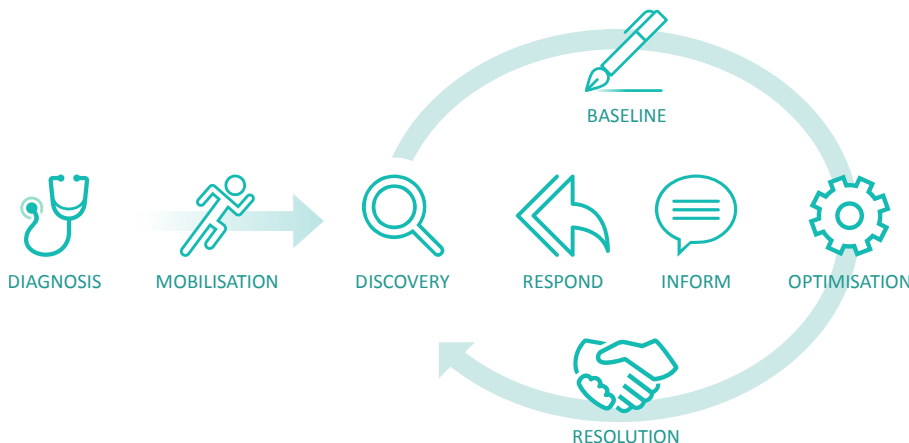 BASELINE
DIAGNOSIS
MOBILISATION
DISCOVERY
RESPOND
INFORM
OPTIMISATION
RESOLUTION